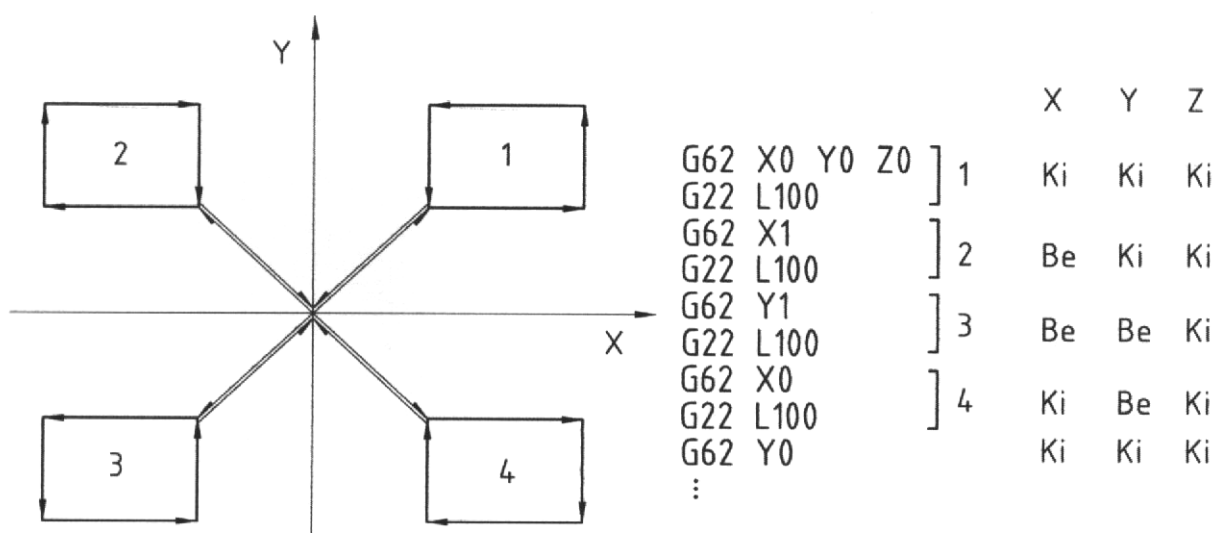 Y
2
1
X
3
4
X Y Z
G62 X0 Y0 Z0
G22 L100
1 Ki Ki Ki
G62 X1
G22 L100
2 Be Ki Ki
G62 Y1
G22 L100
3 Be Be Ki
G62 X0
G22 L100
4 Ki Be Ki
G62 Y0 Ki Ki Ki
⋮